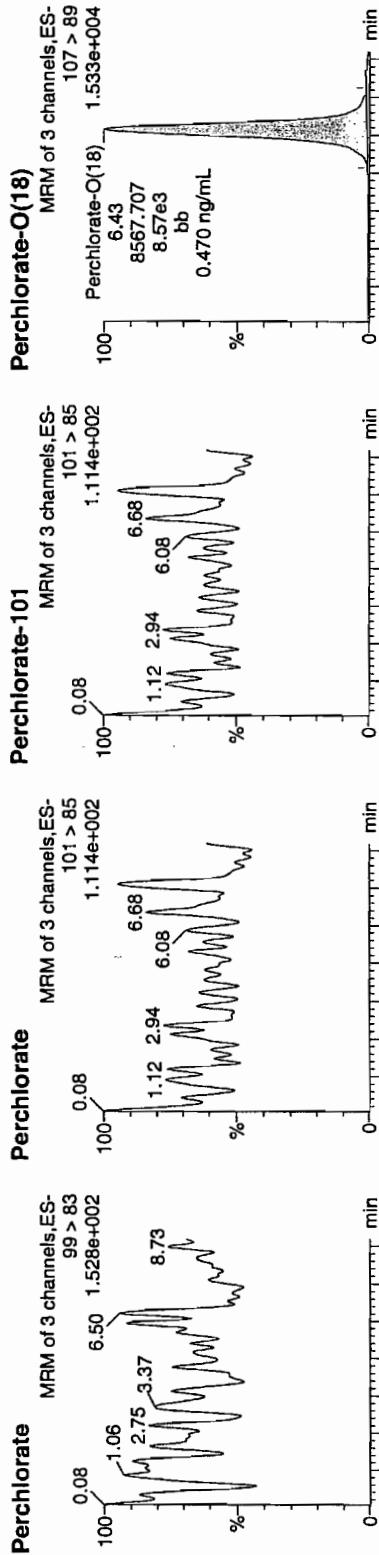 Perchlorate
MRM of 3 channels,ES-
99 > 83
1.528e+002
100
%
0
0.08
1.06
2.75
3.37
6.50
8.73
min
Perchlorate
MRM of 3 channels,ES-
101 > 85
1.114e+002
100
%
0
0.08
1.12
2.94
6.08
6.68
min
Perchlorate-101
MRM of 3 channels,ES-
101 > 85
1.114e+002
100
%
0
0.08
1.12
2.94
6.08
6.68
min
Perchlorate-O(18)
MRM of 3 channels,ES-
107 > 89
1.533e+004
100
%
0
Perchlorate-O(18)
6.43
8567.707
8.57e3
bb
0.470 ng/mL
min